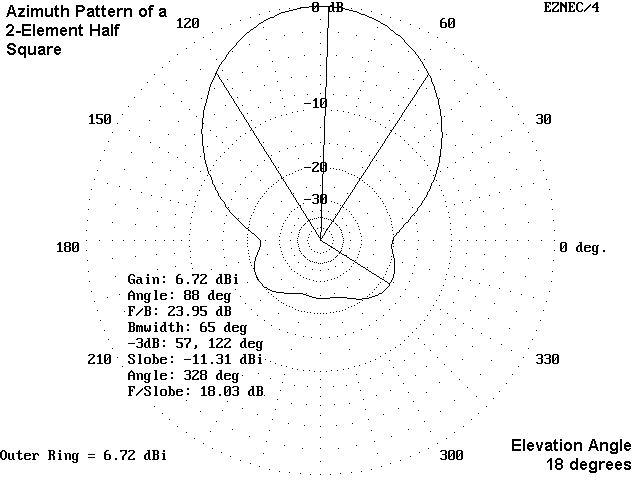 Azimuth Pattern of a
2-Element Half
Square
0 dB
EZNEC/4
120
60
-10
150
30
-20
-30
180
0 deg.
Gain: 6.72 dBi
Angle: 88 deg
F/B: 23.95 dB
Bmwidth: 65 deg
-3dB: 57, 122 deg
Slobe: -11.31 dBi
Angle: 328 deg
F/Slobe: 18.03 dB
210
330
Outer Ring = 6.72 dBi
300
Elevation Angle
18 degrees